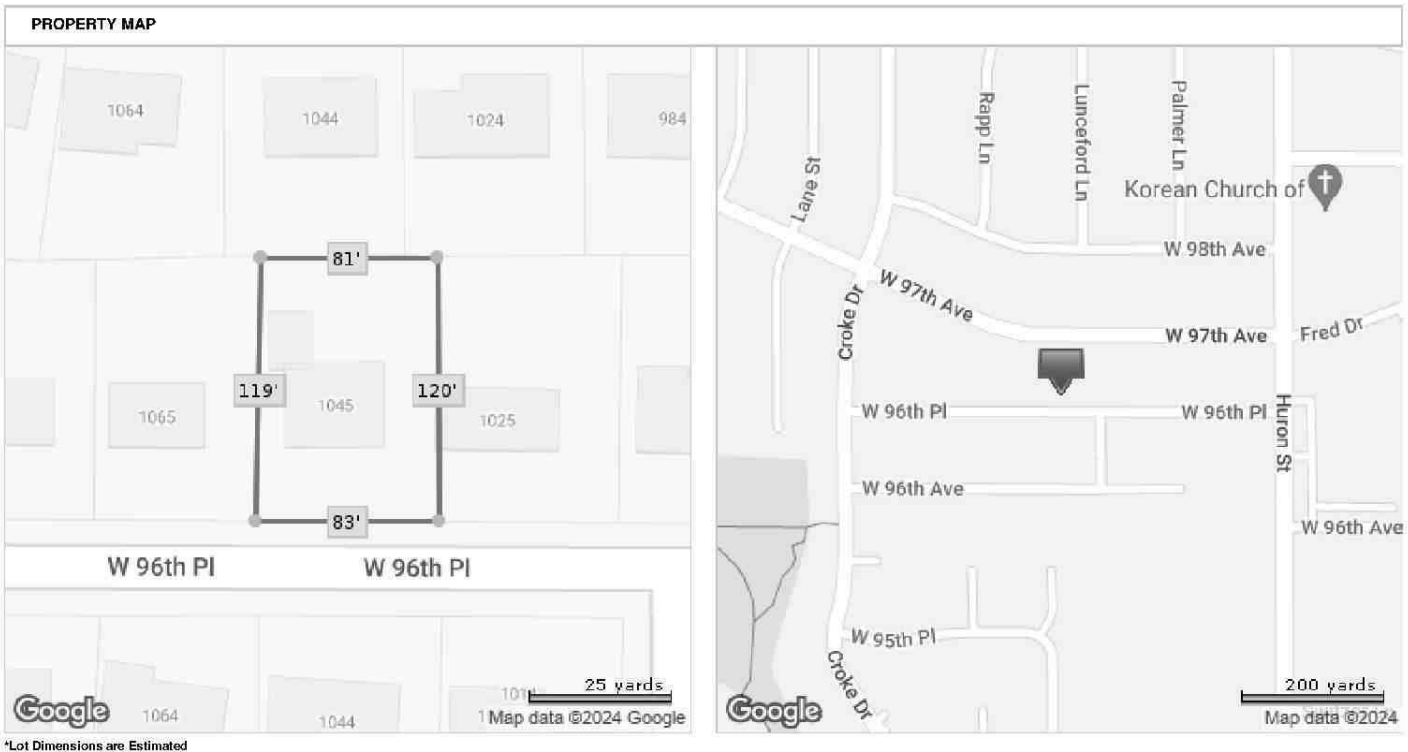 PROPERTY MAP
1064
1044
1024
984
81'
119'
120'
1065
1045
1025
83'
W 96th Pl
W 96th Pl
1064
1044
25 yards
Google
Map data ©2024 Google
Lane St
Rapp Ln
Lunceford Ln
Palmer Ln
Korean Church of
W 98th Ave
W 97th Ave
Croke Dr
W 97th Ave
Fred Dr
W 96th Pl
W 96th Pl
Huron St
W 96th Ave
W 96th Ave
W 95th Pl
Croke Dr
200 yards
Google
Map data ©2024
*Lot Dimensions are Estimated